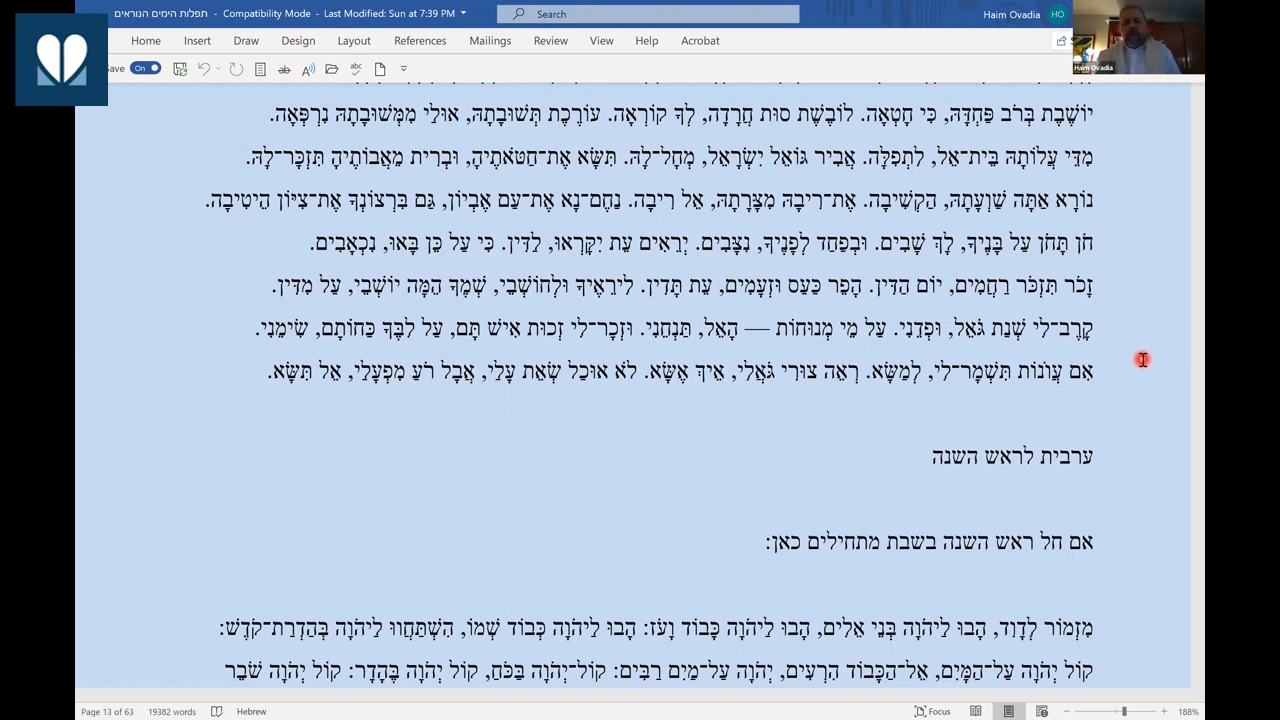 תפלות הימים הנוראים - Compatibility Mode - Last Modified: Sun at 7:39 PM
Search
Haim Ovadia HO
Home Insert Draw Design Layout References Mailings Review View Help Acrobat
Haim Ovadia
ave On
יוֹשֶׁבֶת בְּרֹב פַּחְדָּהּ, כִּי חָטְאָה. לוֹבֶשֶׁת סוּת חֲרָדָה, לְךָ קוֹרְאָה. עוֹרֶכֶת תְּשׁוּבָתָהּ, אוּלַי מִמְּשׁוּבָתָהּ נִרְפְּאָה.
מִדֵּי עֲלוֹתָהּ בֵּית־אֵל, לִתְפִלָּה. אֲבִיר גּוֹאֵל יִשְׂרָאֵל, מְחָל־לָהּ. תִּשָּׂא אֶת־חַטֹּאתֶיהָ, וּבְרִית מֵאֲבוֹתֶיהָ תִּזְכָּר־לָהּ.
נוֹרָא אַתָּה שַׁוְעָתָהּ, הַקְשִׁיבָה. אֶת־רִיבָהּ מִצָּרָתָהּ, אֵל רִיבָה. נַחֶם־נָא אֶת־עַם אֶבְיוֹן, גַּם בִּרְצוֹנְךָ אֶת־צִיּוֹן הֵיטִיבָה.
חֹן תָּחֹן עַל בָּנֶיךָ, לָךְ שָׁבִים. וּבְפַחַד לְפָנֶיךָ, נִצָּבִים. יְרֵאִים עֵת יִקָּרְאוּ, לַדִּין. כִּי עַל כֵּן בָּאוּ, נִכְאָבִים.
זָכֹר תִּזְכֹּר רַחֲמִים, יוֹם הַדִּין. הָפֵר כַּעַס וּזְעָמִים, עֵת תָּדִין. לִירֵאֶיךָ וּלְחוֹשְׁבֵי, שְׁמֶךָ הֵמָּה יוֹשְׁבֵי, עַל מִדִּין.
קָרֶב־לִי שְׁנַת גֹּאֵל, וּפְדֵנִי. עַל מֵי מְנוּחוֹת — הָאֵל, תַּנְחֵנִי. וּזְכָר־לִי זְכוּת אִישׁ תָּם, עַל לִבֶּךָ כַּחוֹתָם, שִׂימֵנִי.
אִם עֲוֹנוֹת תִּשְׁמָר־לִי, לְמַשָּׂא. רְאֵה צוּרִי גֹּאֲלִי, אֵיךְ אֶשָּׂא. לֹא אוּכַל שְׂאֵת עָלַי, אֲבָל רֹעַ מִפְעָלַי, אֵל תִּשָּׂא.
ערבית לראש השנה
אם חל ראש השנה בשבת מתחילים כאן:
מִזְמוֹר לְדָוִד, הָבוּ לַיהֹוָה בְּנֵי אֵלִים, הָבוּ לַיהֹוָה כָּבוֹד וָעֹז: הָבוּ לַיהֹוָה כְּבוֹד שְׁמוֹ, הִשְׁתַּחֲווּ לַיהֹוָה בְּהַדְרַת־קֹדֶשׁ:
קוֹל יְהֹוָה עַל־הַמָּיִם, אֵל־הַכָּבוֹד הִרְעִים, יְהֹוָה עַל־מַיִם רַבִּים: קוֹל־יְהֹוָה בַּכֹּחַ, קוֹל יְהֹוָה בֶּהָדָר: קוֹל יְהֹוָה שֹׁבֵר
Page 13 of 63 19382 words Hebrew Focus 188%